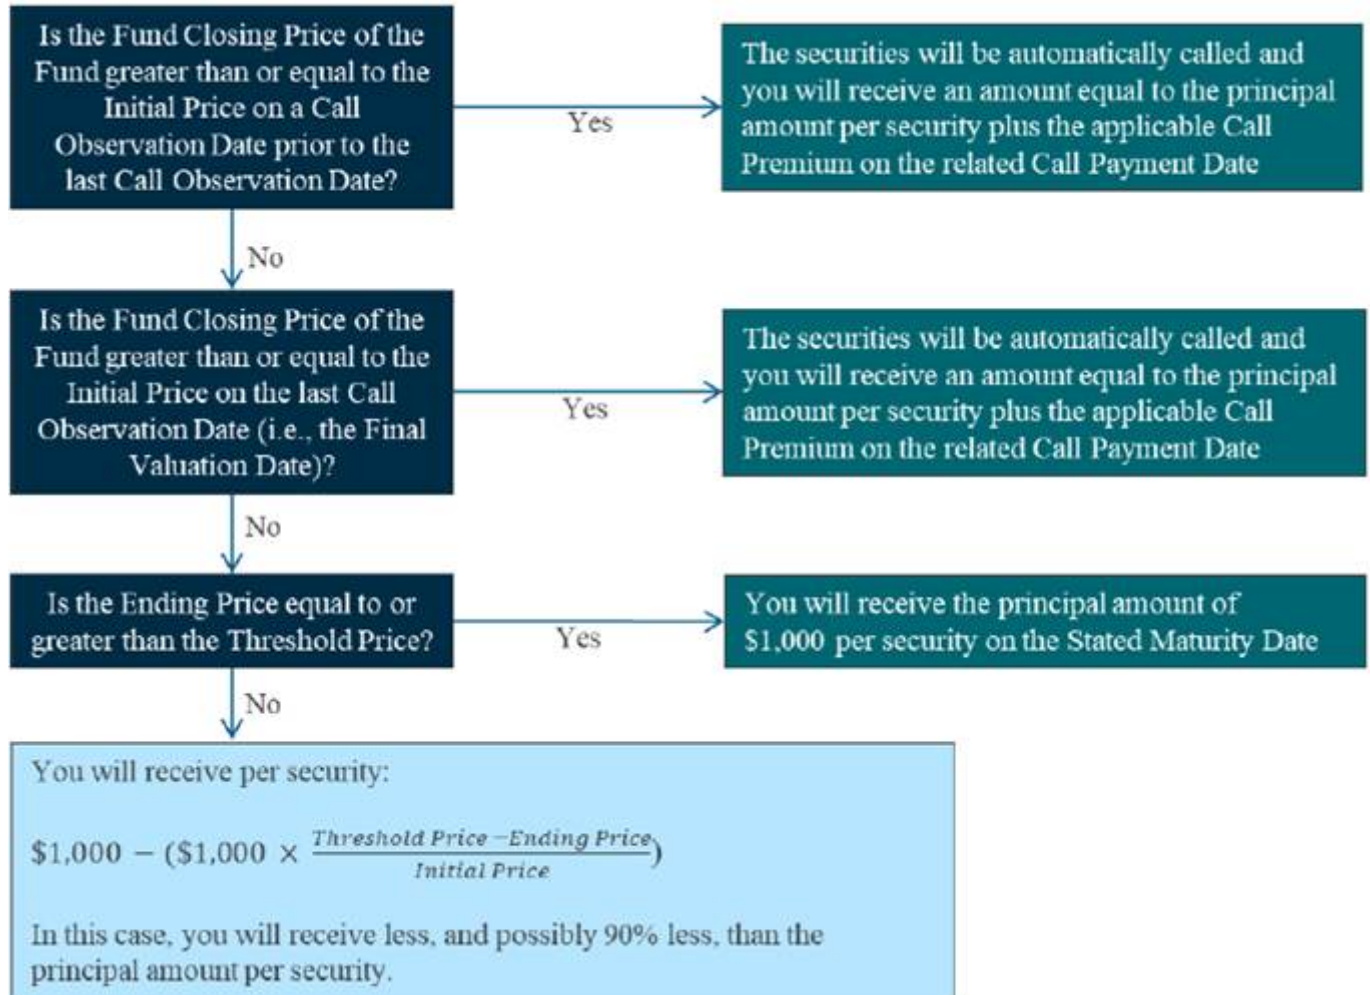 Is the Fund Closing Price of the
Fund greater than or equal to the
Initial Price on a Call
Observation Date prior to the
last Call Observation Date?
Yes
The securities will be automatically called and
you will receive an amount equal to the principal
amount per security plus the applicable Call
Premium on the related Call Payment Date
No
Is the Fund Closing Price of the
Fund greater than or equal to the
Initial Price on the last Call
Observation Date (i.e., the Final
Valuation Date)?
Yes
The securities will be automatically called and
you will receive an amount equal to the principal
amount per security plus the applicable Call
Premium on the related Call Payment Date
No
Is the Ending Price equal to or
greater than the Threshold Price?
Yes
You will receive the principal amount of
$1,000 per security on the Stated Maturity Date
No
You will receive per security:
$1,000 − ($1,000 × Threshold Price −Ending Price
Initial Price)
In this case, you will receive less, and possibly 90% less, than the
principal amount per security.